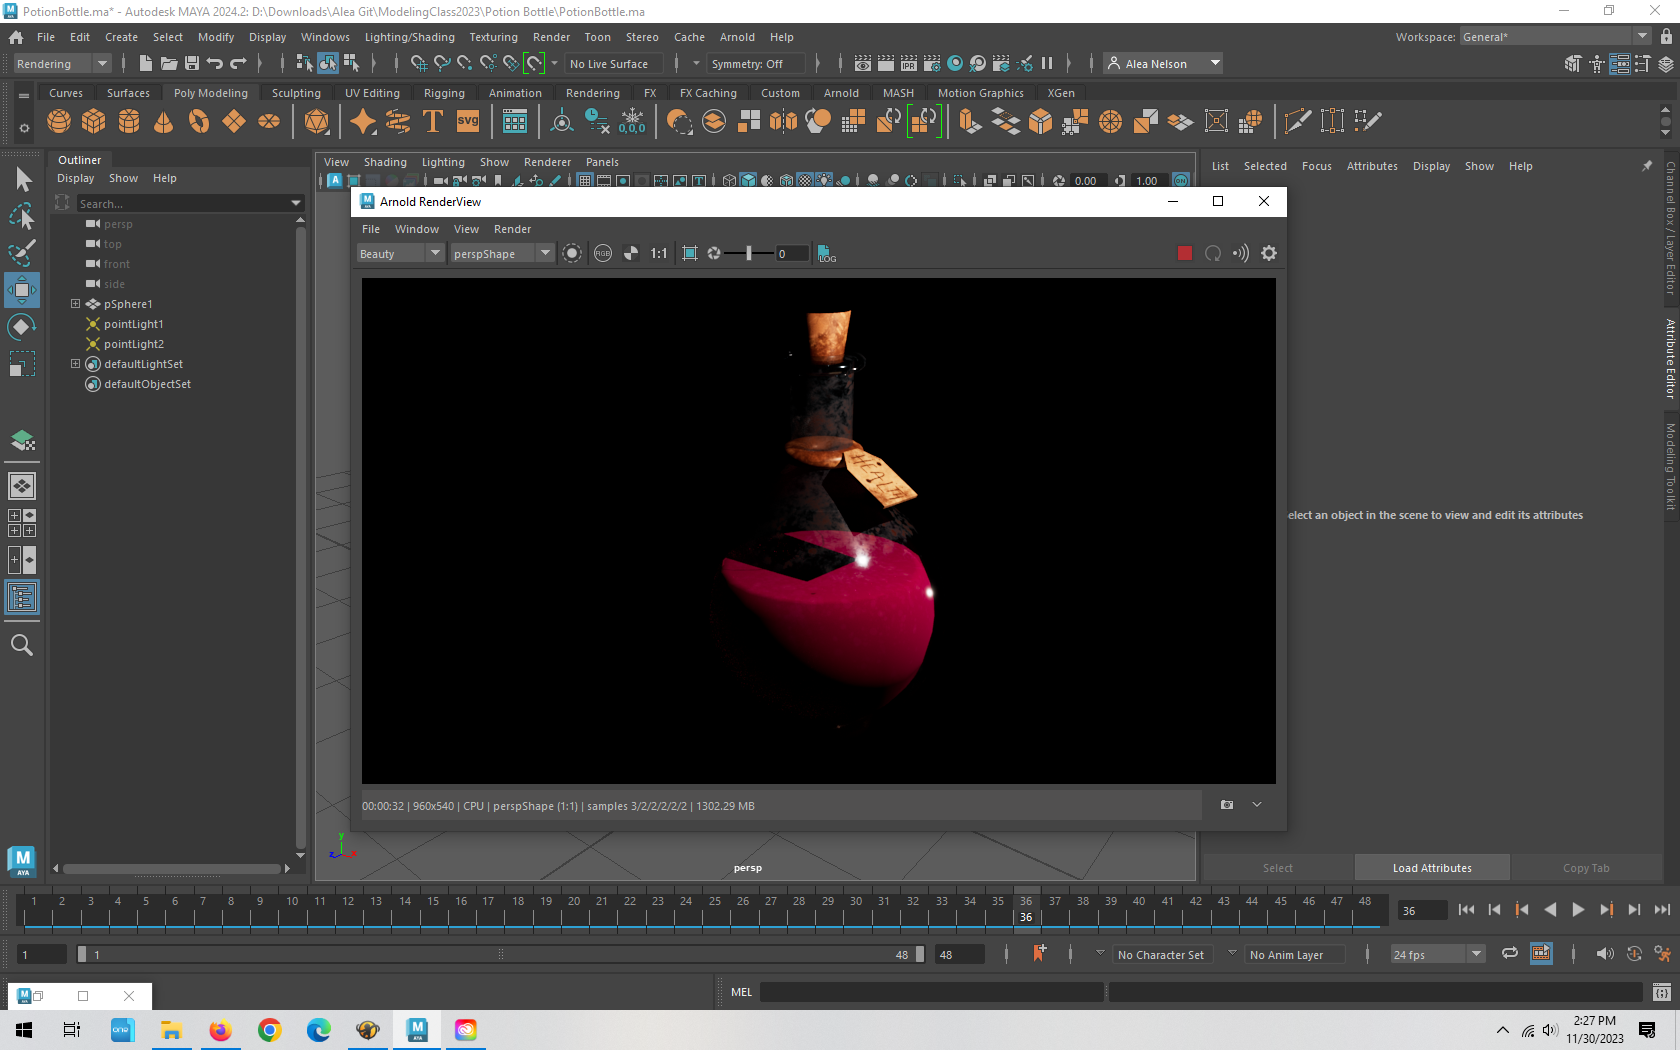 PotionBottle.ma* - Autodesk MAYA 2024.2: D:\Downloads\Alea Git\ModelingClass2023\Potion Bottle\PotionBottle.ma
File Edit Create Select Modify Display Windows Lighting/Shading Texturing Render Toon Stereo Cache Arnold Help Workspace: General*
Rendering No Live Surface Symmetry: Off Alea Nelson
Curves Surfaces Poly Modeling Sculpting UV Editing Rigging Animation Rendering FX FX Caching Custom Arnold MASH Motion Graphics XGen
Outliner
Display Show Help
Search...
persp
top
front
side
pSphere1
pointLight1
pointLight2
defaultLightSet
defaultObjectSet
View Shading Lighting Show Renderer Panels
0.00 1.00
Arnold RenderView
File Window View Render
Beauty perspShape RGB 1:1 0 LOG
HEALTH
00:00:32 | 960x540 | CPU | perspShape (1:1) | samples 3/2/2/2/2/2 | 1302.29 MB
persp
List Selected Focus Attributes Display Show Help
elect an object in the scene to view and edit its attributes
Select Load Attributes Copy Tab
Channel Box / Layer Editor
Attribute Editor
Modeling Toolkit
1 2 3 4 5 6 7 8 9 10 11 12 13 14 15 16 17 18 19 20 21 22 23 24 25 26 27 28 29 30 31 32 33 34 35 36 37 38 39 40 41 42 43 44 45 46 47 48
36 36
1 1 48 48 No Character Set No Anim Layer 24 fps
MEL
2:27 PM
11/30/2023